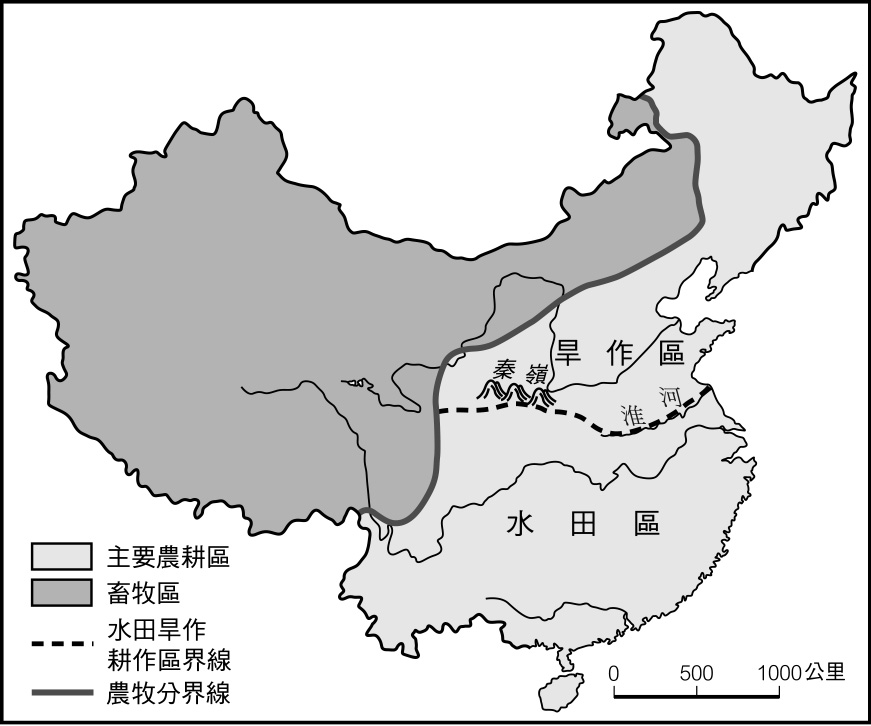 秦嶺
旱作區
淮河
水田區
主要農耕區
畜牧區
水田旱作
耕作區界線
農牧分界線
0 500 1000公里